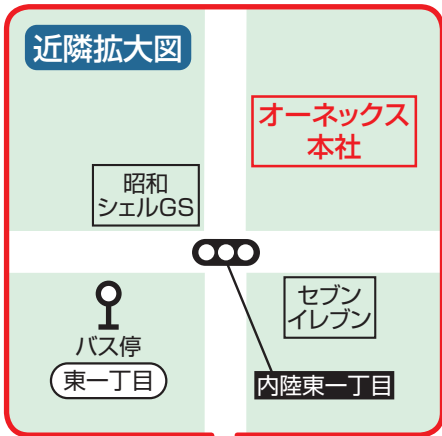 近隣拡大図
オーネックス
本社
昭和
シェルGS
セブン
イレブン
バス停
東一丁目
内陸東一丁目